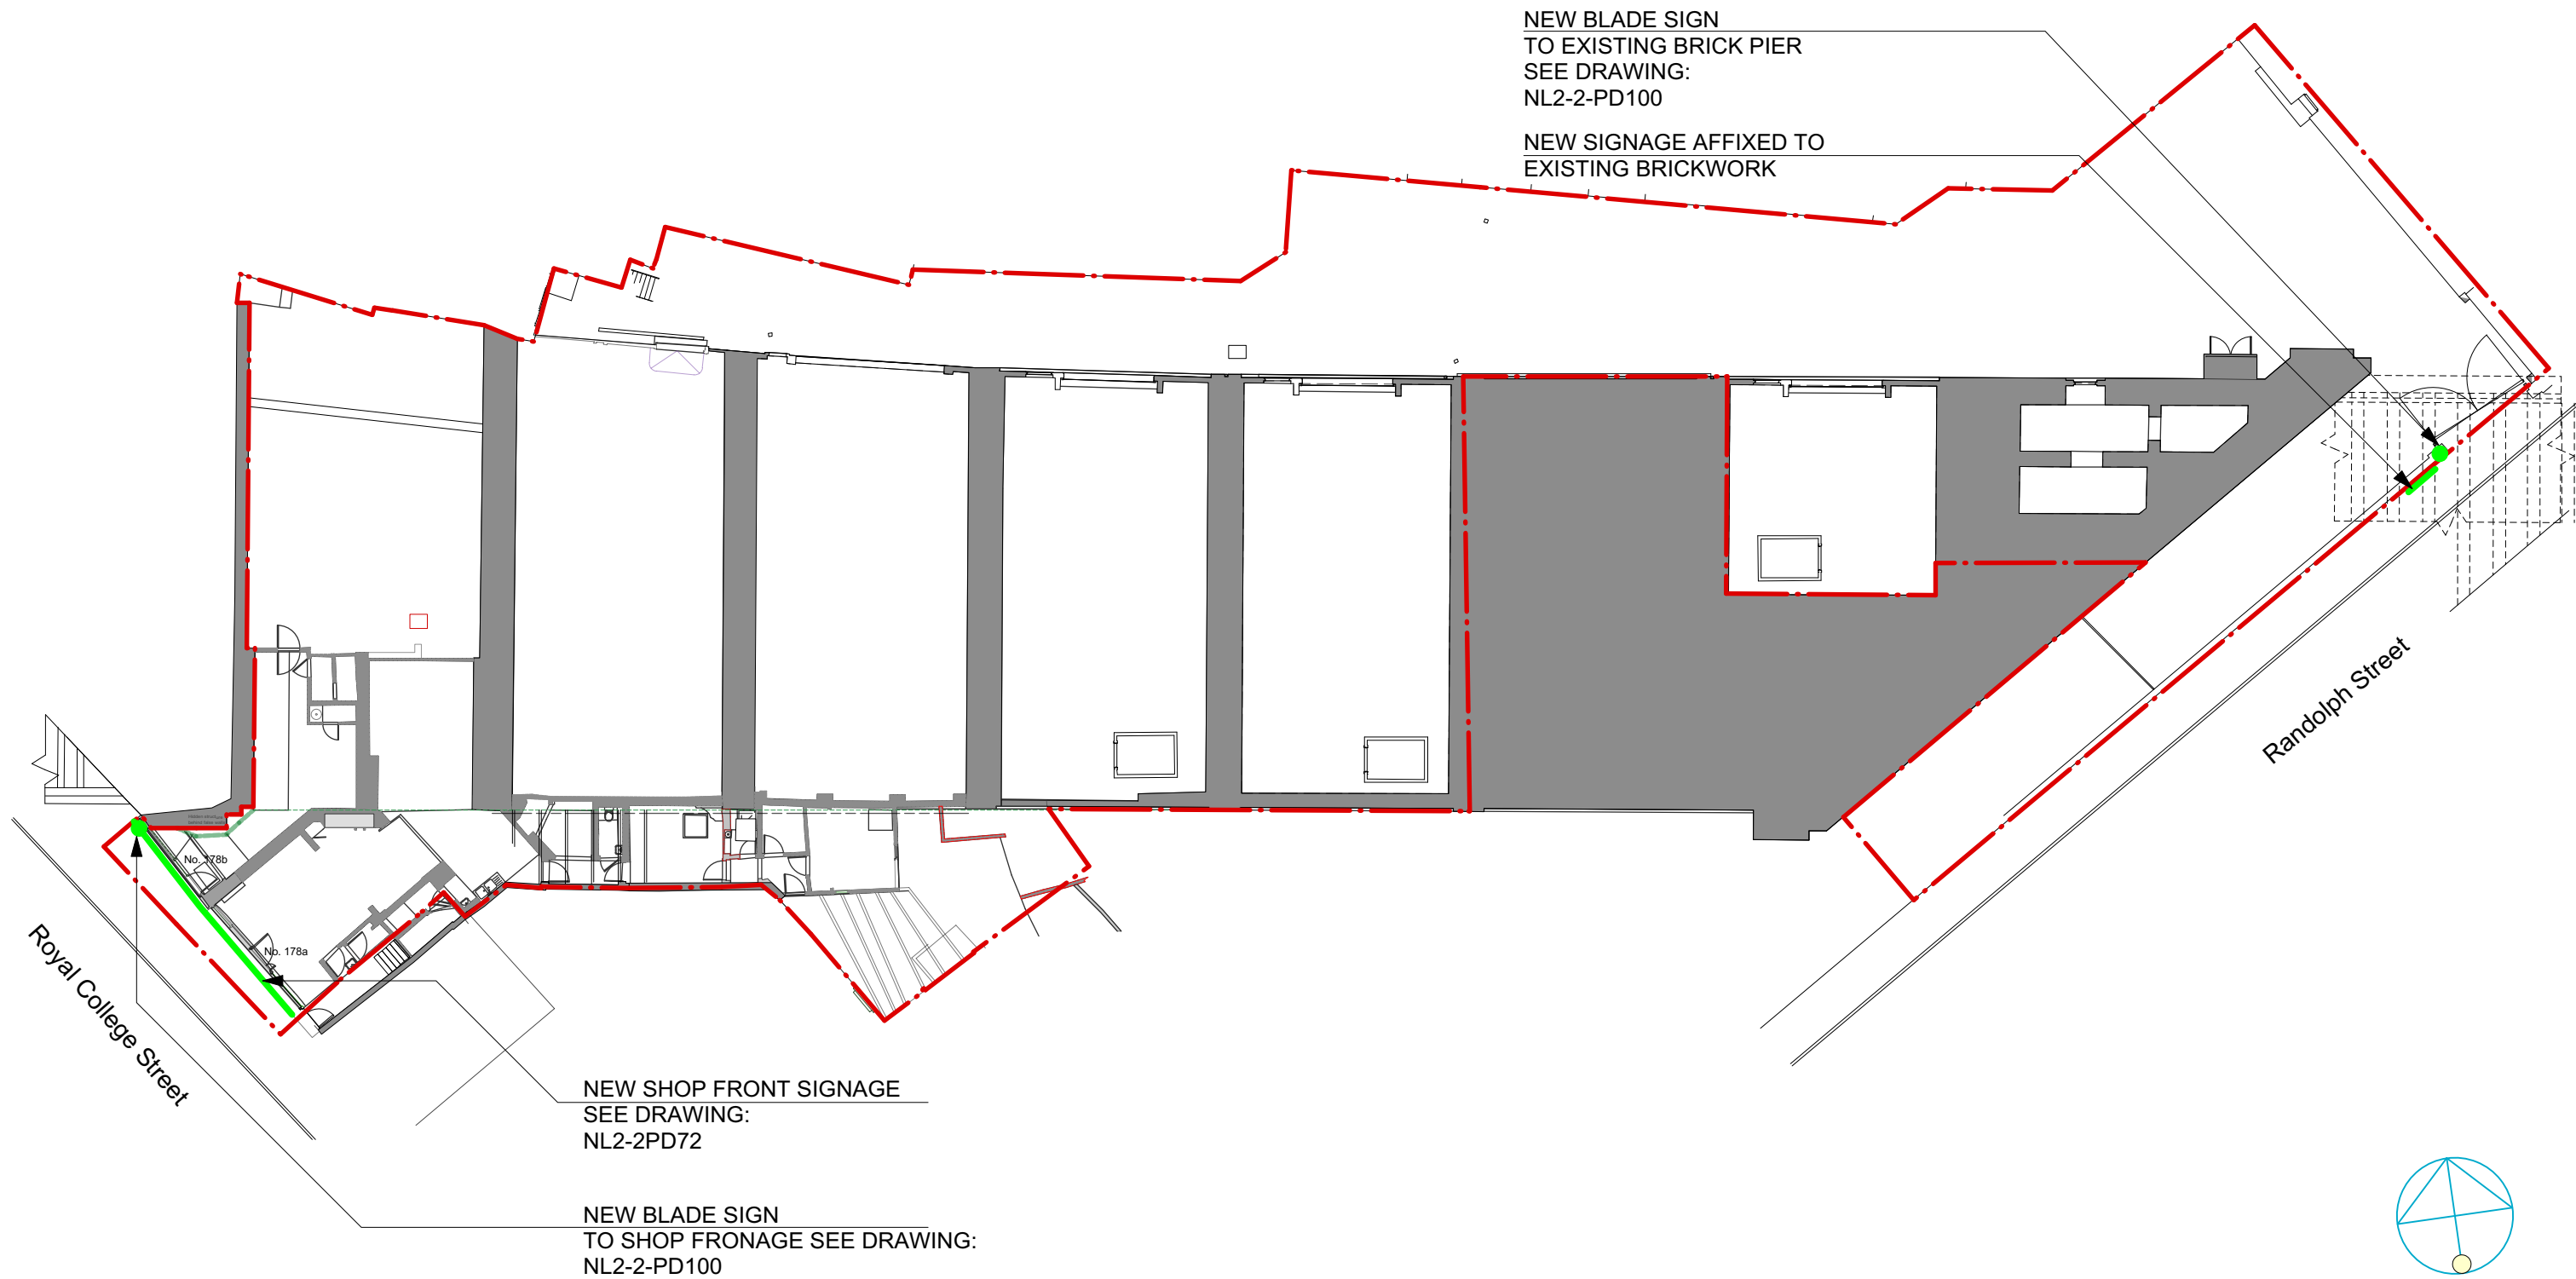 NEW BLADE SIGN
TO EXISTING BRICK PIER
SEE DRAWING:
NL2-2-PD100
NEW SIGNAGE AFFIXED TO
EXISTING BRICKWORK
Randolph Street
No. 178b
No. 178a
Royal College Street
NEW SHOP FRONT SIGNAGE
SEE DRAWING:
NL2-2PD72
NEW BLADE SIGN
TO SHOP FRONAGE SEE DRAWING:
NL2-2-PD100